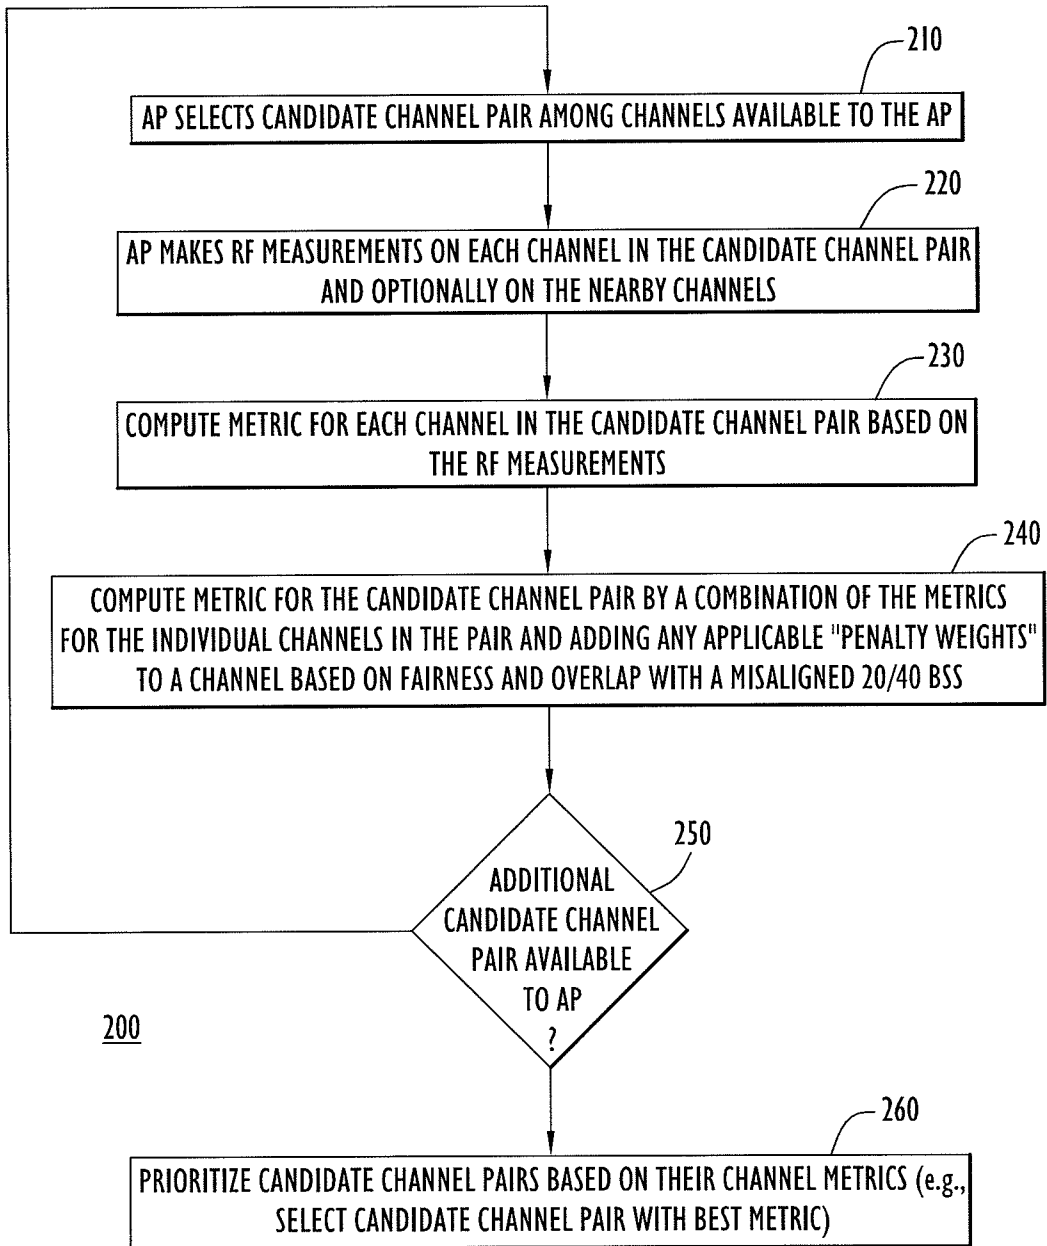 210
AP SELECTS CANDIDATE CHANNEL PAIR AMONG CHANNELS AVAILABLE TO THE AP
220
AP MAKES RF MEASUREMENTS ON EACH CHANNEL IN THE CANDIDATE CHANNEL PAIR
AND OPTIONALLY ON THE NEARBY CHANNELS
230
COMPUTE METRIC FOR EACH CHANNEL IN THE CANDIDATE CHANNEL PAIR BASED ON
THE RF MEASUREMENTS
240
COMPUTE METRIC FOR THE CANDIDATE CHANNEL PAIR BY A COMBINATION OF THE METRICS
FOR THE INDIVIDUAL CHANNELS IN THE PAIR AND ADDING ANY APPLICABLE "PENALTY WEIGHTS"
TO A CHANNEL BASED ON FAIRNESS AND OVERLAP WITH A MISALIGNED 20/40 BSS
250
ADDITIONAL
CANDIDATE CHANNEL
PAIR AVAILABLE
TO AP
?
200
260
PRIORITIZE CANDIDATE CHANNEL PAIRS BASED ON THEIR CHANNEL METRICS (e.g.,
SELECT CANDIDATE CHANNEL PAIR WITH BEST METRIC)